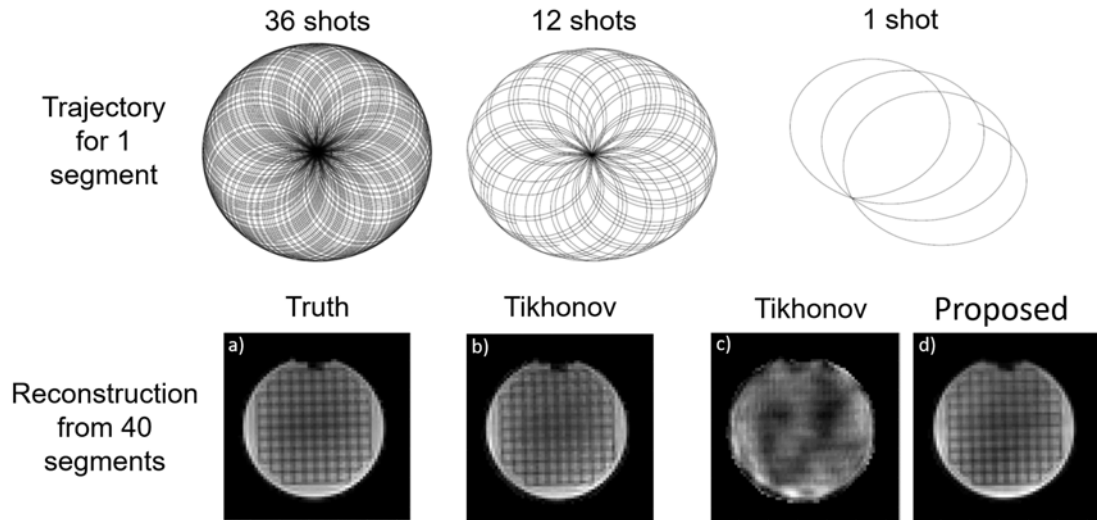 36 shots
12 shots
1 shot
Trajectory
for 1
segment
Truth
Tikhonov
Tikhonov
Proposed
a)
b)
c)
d)
Reconstruction
from 40
segments